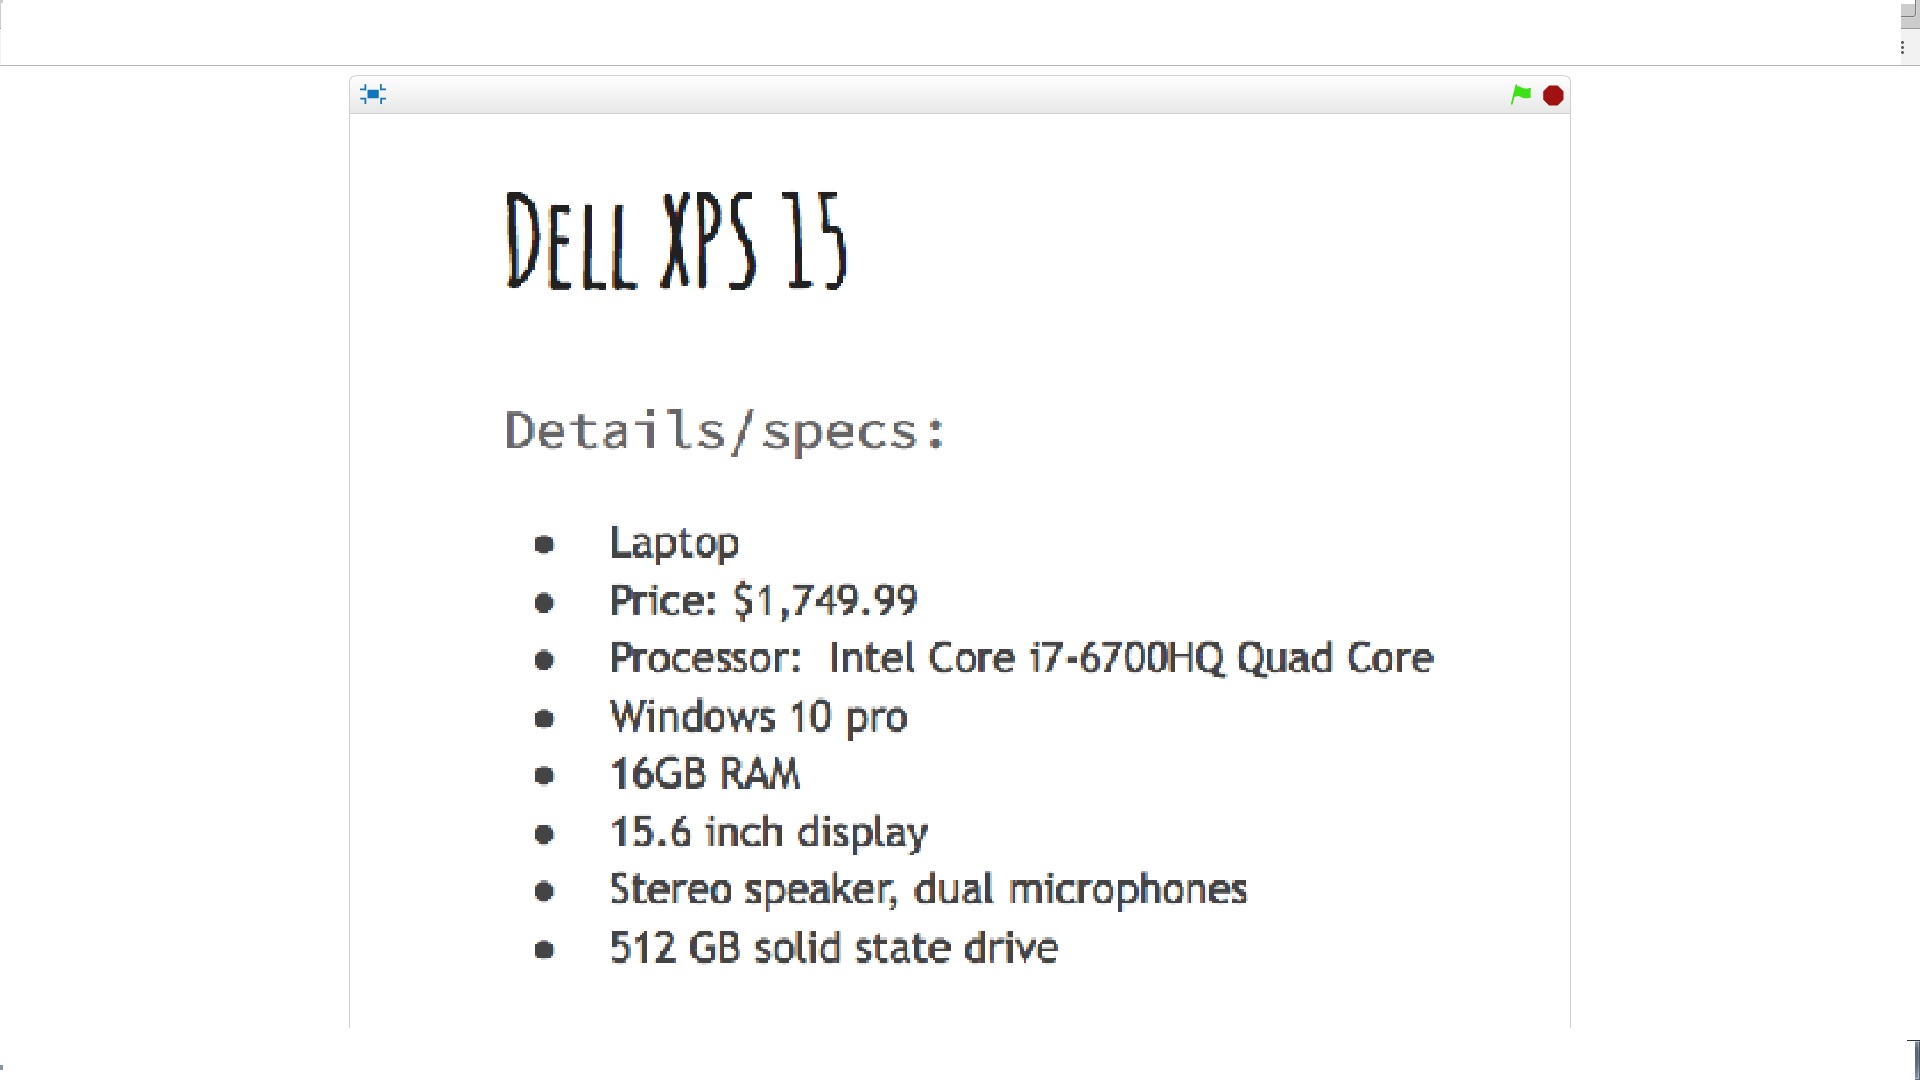 DELL XPS 15
Details/specs:
● Laptop
● Price: $1,749.99
● Processor:  Intel Core i7-6700HQ Quad Core
● Windows 10 pro
● 16GB RAM
● 15.6 inch display
● Stereo speaker, dual microphones
● 512 GB solid state drive